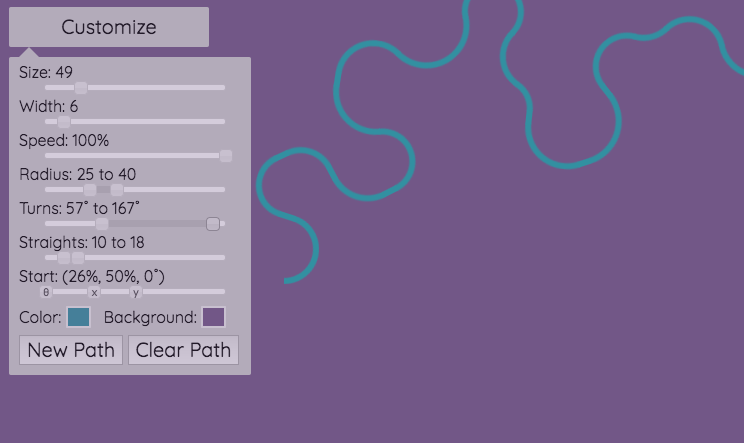 Customize
Size: 49
Width: 6
Speed: 100%
Radius: 25 to 40
Turns: 57˚ to 167˚
Straights: 10 to 18
Start: (26%, 50%, 0˚)
θ x y
Color: Background:
New Path Clear Path